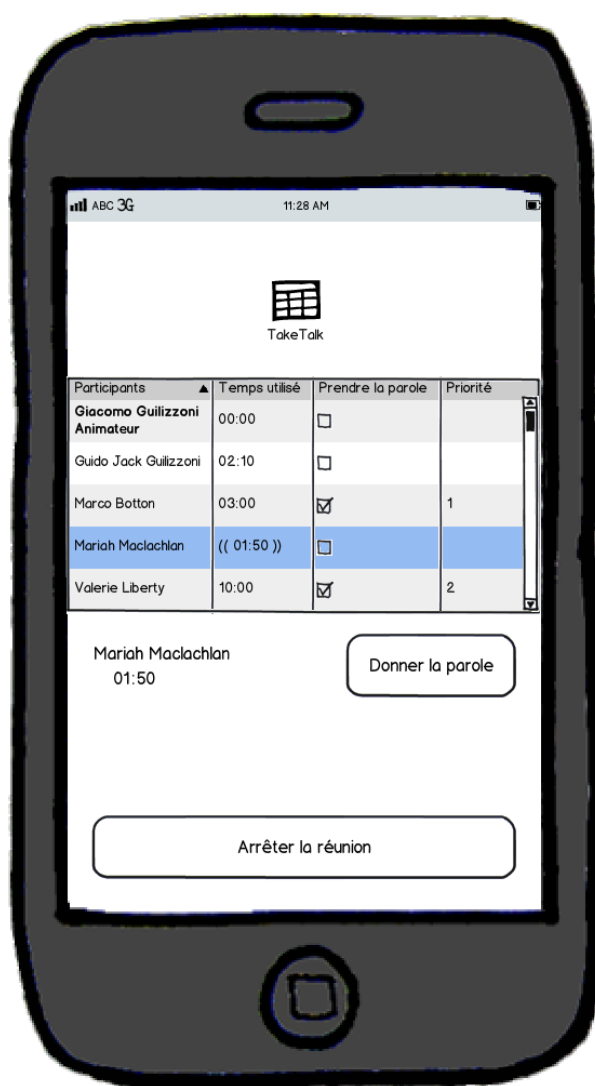 ABC 3G 11:28 AM
TakeTalk
Participants Temps utilisé Prendre la parole Priorité
Giacomo Guilizzoni
Animateur 00:00
Guido Jack Guilizzoni 02:10
Marco Botton 03:00 1
Mariah Maclachlan (( 01:50 ))
Valerie Liberty 10:00 2
Mariah Maclachlan
01:50
Donner la parole
Arrêter la réunion